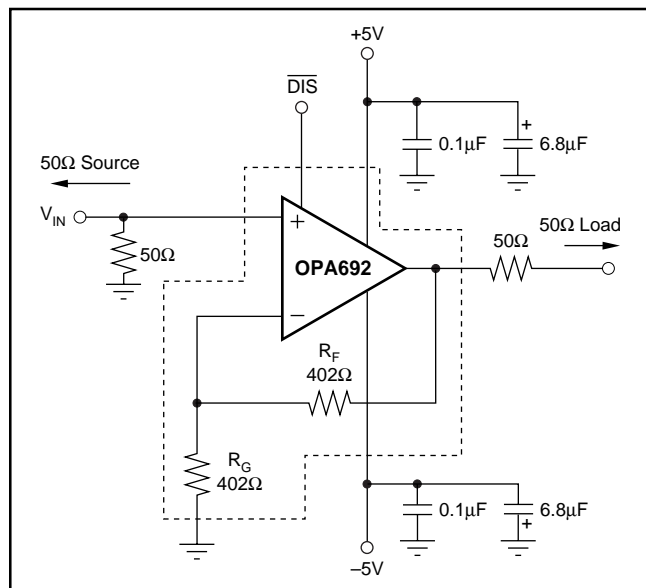 +5V
DIS
0.1µF
6.8µF
+
50Ω Source
V_IN
50Ω
+
OPA692
−
50Ω
50Ω Load
R_F
402Ω
R_G
402Ω
0.1µF
6.8µF
+
−5V